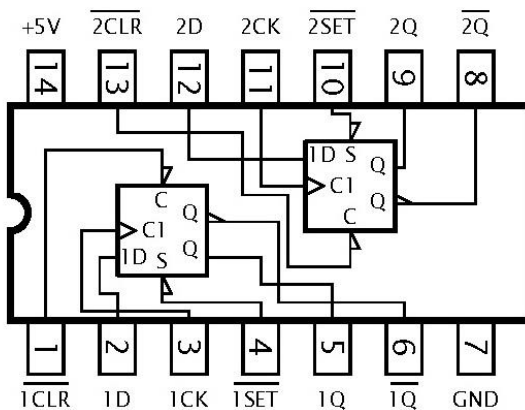 +5V 2CLR 2D 2CK 2SET 2Q 2Q
14 13 12 11 10 9 8
1D S Q
C1
C Q
C Q
C1
1D S Q
1 2 3 4 5 6 7
1CLR 1D 1CK 1SET 1Q 1Q GND